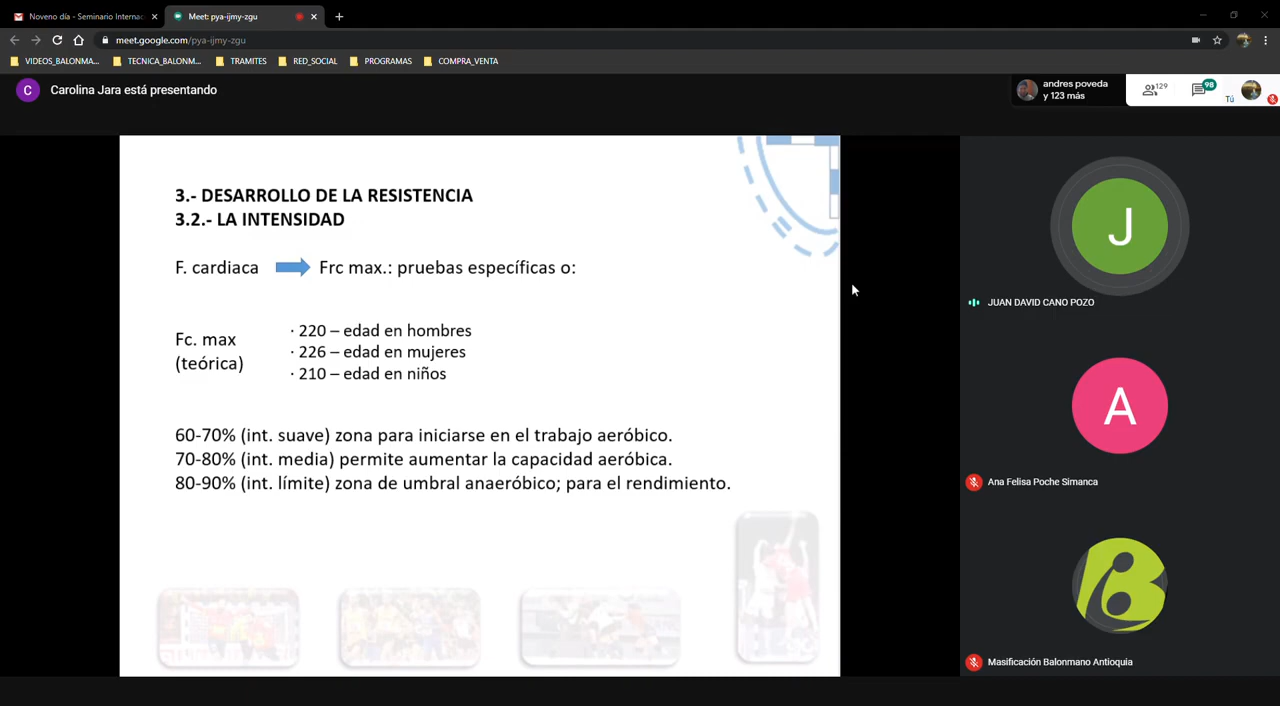 Noveno día - Seminario Internac
Meet: pya-ijmy-zgu
meet.google.com/pya-ijmy-zgu
VIDEOS_BALONMA...
TECNICA_BALONM...
TRAMITES
RED_SOCIAL
PROGRAMAS
COMPRA_VENTA
C
Carolina Jara está presentando
andres poveda
y 123 más
129
98
Tú
3.- DESARROLLO DE LA RESISTENCIA
3.2.- LA INTENSIDAD
F. cardiaca
Frc max.: pruebas específicas o:
Fc. max
(teórica)
· 220 – edad en hombres
· 226 – edad en mujeres
· 210 – edad en niños
60-70% (int. suave) zona para iniciarse en el trabajo aeróbico.
70-80% (int. media) permite aumentar la capacidad aeróbica.
80-90% (int. límite) zona de umbral anaeróbico; para el rendimiento.
J
JUAN DAVID CANO POZO
A
Ana Felisa Poche Simanca
Masificación Balonmano Antioquia